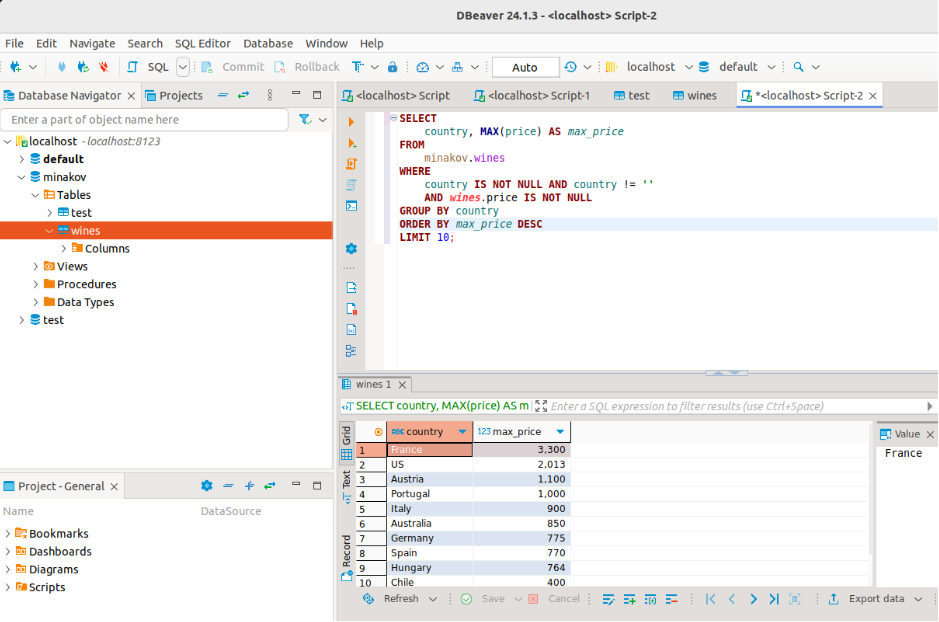 DBeaver 24.1.3 - <localhost> Script-2
File Edit Navigate Search SQL Editor Database Window Help
SQL Commit Rollback Auto localhost default
Database Navigator Projects
Enter a part of object name here
localhost - localhost:8123
default
minakov
Tables
test
wines
Columns
Views
Procedures
Data Types
test
Project - General
Name DataSource
Bookmarks
Dashboards
Diagrams
Scripts
<localhost> Script <localhost> Script-1 test wines *<localhost> Script-2
SELECT
country, MAX(price) AS max_price
FROM
minakov.wines
WHERE
country IS NOT NULL AND country != ''
AND wines.price IS NOT NULL
GROUP BY country
ORDER BY max_price DESC
LIMIT 10;
wines 1
SELECT country, MAX(price) AS m Enter a SQL expression to filter results (use Ctrl+Space)
Grid
Text
Record
ABC country 123 max_price
1 France 3,300
2 US 2,013
3 Austria 1,100
4 Portugal 1,000
5 Italy 900
6 Australia 850
7 Germany 775
8 Spain 770
9 Hungary 764
10 Chile 400
Value
France
Refresh Save Cancel Export data